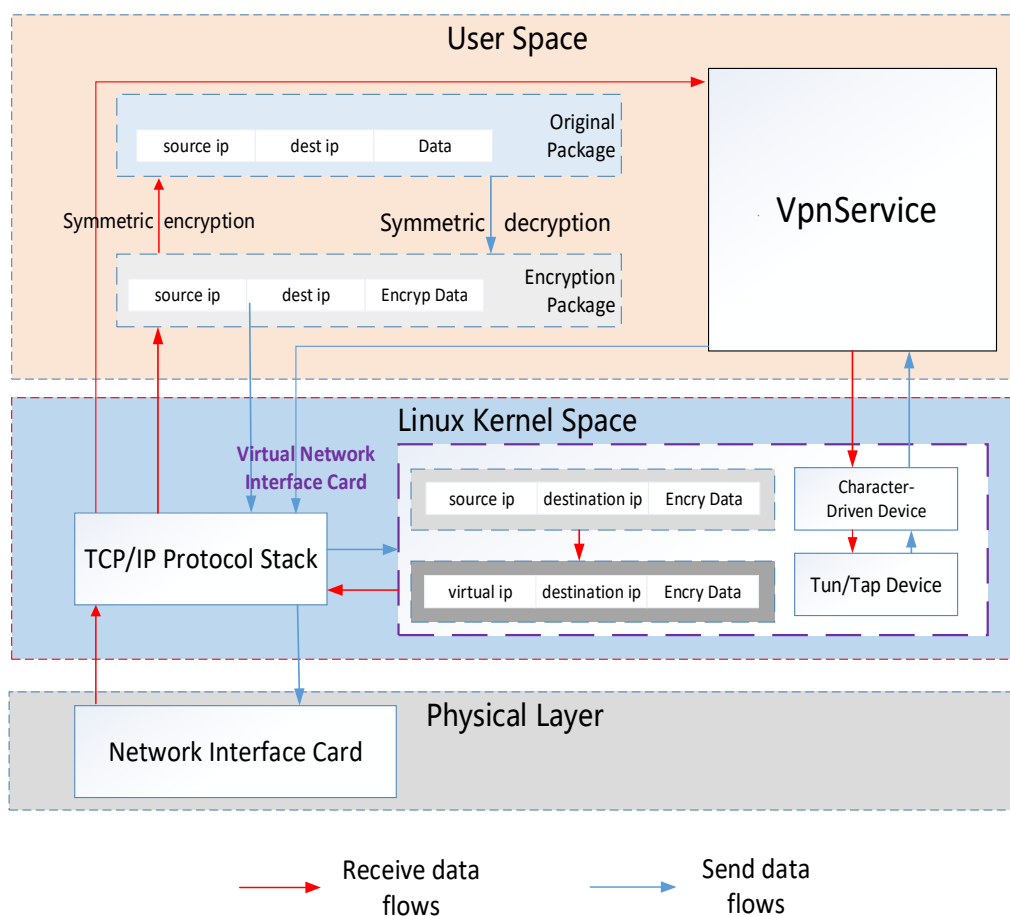 User Space
Original
Package
source ip
dest ip
Data
Symmetric encryption
Symmetric decryption
VpnService
Encryption
Package
source ip
dest ip
Encryp Data
Linux Kernel Space
Virtual Network
Interface Card
source ip
destination ip
Encry Data
Character-
Driven Device
TCP/IP Protocol Stack
virtual ip
destination ip
Encry Data
Tun/Tap Device
Physical Layer
Network Interface Card
Receive data
flows
Send data
flows